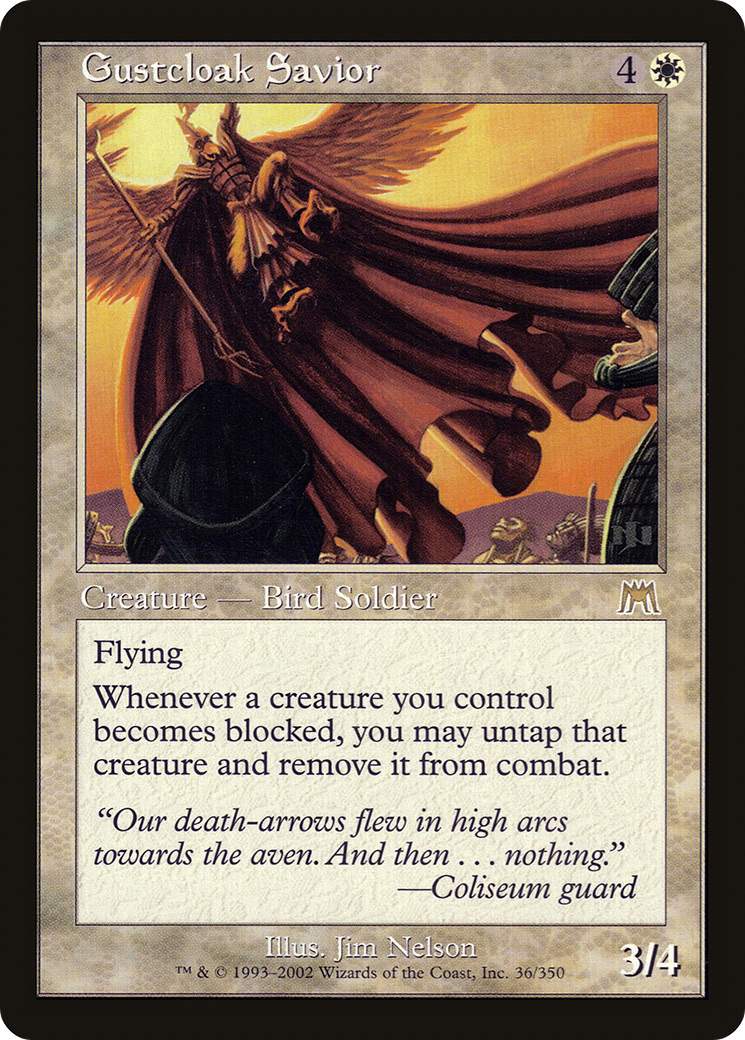 Gustcloak Savior 4
Creature — Bird Soldier
Flying
Whenever a creature you control
becomes blocked, you may untap that
creature and remove it from combat.
“Our death-arrows flew in high arcs
towards the aven. And then . . . nothing.”
—Coliseum guard
Illus. Jim Nelson
™ & © 1993–2002 Wizards of the Coast, Inc. 36/350
3/4